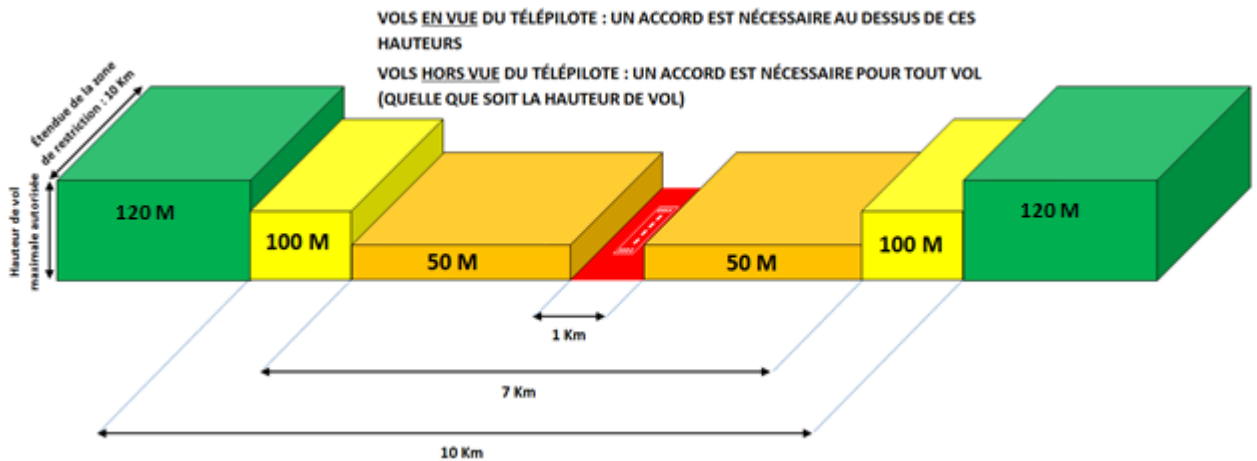 VOLS EN VUE DU TÉLÉPILOTE : UN ACCORD EST NÉCESSAIRE AU DESSUS DE CES
HAUTEURS
VOLS HORS VUE DU TÉLÉPILOTE : UN ACCORD EST NÉCESSAIRE POUR TOUT VOL
(QUELLE QUE SOIT LA HAUTEUR DE VOL)
Étendue de la zone
de restriction : 10 Km
Hauteur de vol
maximale autorisée
120 M
100 M
50 M
50 M
100 M
120 M
1 Km
7 Km
10 Km